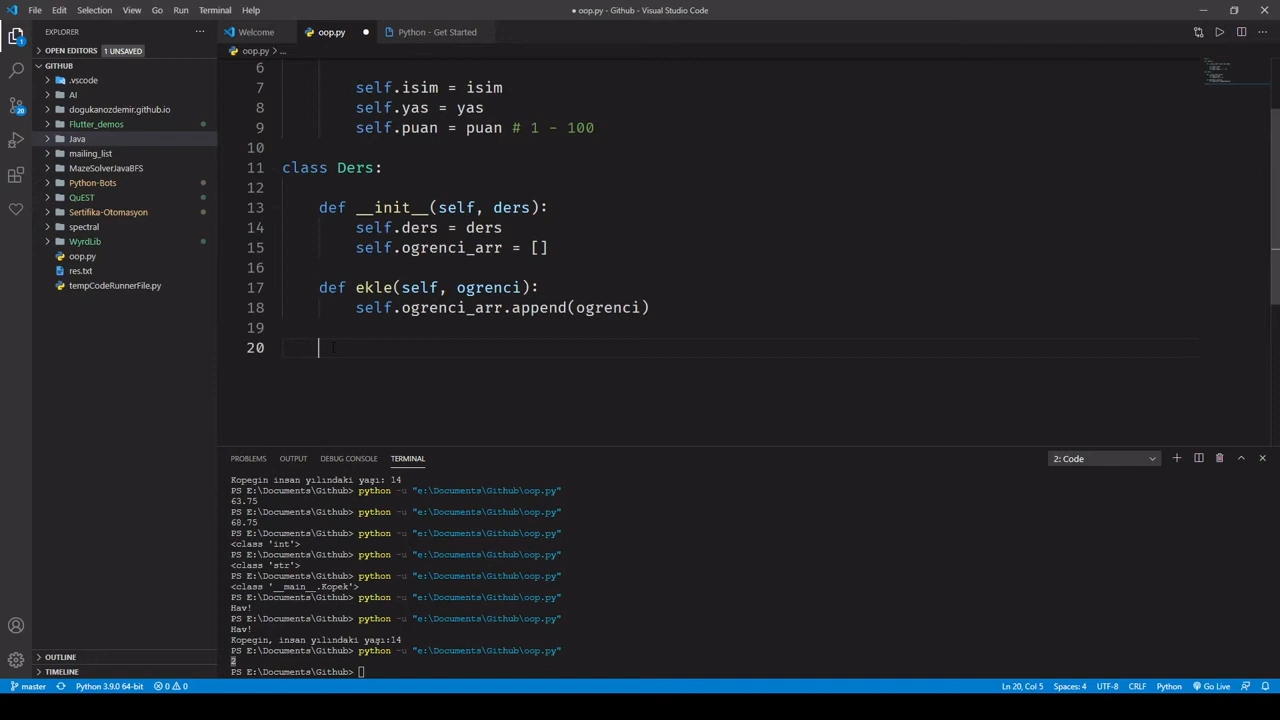 File Edit Selection View Go Run Terminal Help
● oop.py - Github - Visual Studio Code
EXPLORER ...
OPEN EDITORS 1 UNSAVED
GITHUB
.vscode
AI
dogukanozdemir.github.io
Flutter_demos
Java
mailing_list
MazeSolverJavaBFS
Python-Bots
QuEST
Sertifika-Otomasyon
spectral
WyrdLib
oop.py
res.txt
tempCodeRunnerFile.py
OUTLINE
TIMELINE
1
20
Welcome oop.py ● Python - Get Started
oop.py > ...
6
7 self.isim = isim
8 self.yas = yas
9 self.puan = puan # 1 - 100
10
11 class Ders:
12
13 def __init__(self, ders):
14 self.ders = ders
15 self.ogrenci_arr = []
16
17 def ekle(self, ogrenci):
18 self.ogrenci_arr.append(ogrenci)
19
20
PROBLEMS OUTPUT DEBUG CONSOLE TERMINAL 2: Code
Kopegin insan yılındaki yaşı: 14
PS E:\Documents\Github> python -u "e:\Documents\Github\oop.py"
63.75
PS E:\Documents\Github> python -u "e:\Documents\Github\oop.py"
68.75
PS E:\Documents\Github> python -u "e:\Documents\Github\oop.py"
<class 'int'>
PS E:\Documents\Github> python -u "e:\Documents\Github\oop.py"
<class 'str'>
PS E:\Documents\Github> python -u "e:\Documents\Github\oop.py"
<class '__main__.Kopek'>
PS E:\Documents\Github> python -u "e:\Documents\Github\oop.py"
Hav!
PS E:\Documents\Github> python -u "e:\Documents\Github\oop.py"
Hav!
Kopegin, insan yılındaki yaşı:14
PS E:\Documents\Github> python -u "e:\Documents\Github\oop.py"
2
PS E:\Documents\Github>
master Python 3.9.0 64-bit 0 0 Ln 20, Col 5 Spaces: 4 UTF-8 CRLF Python Go Live